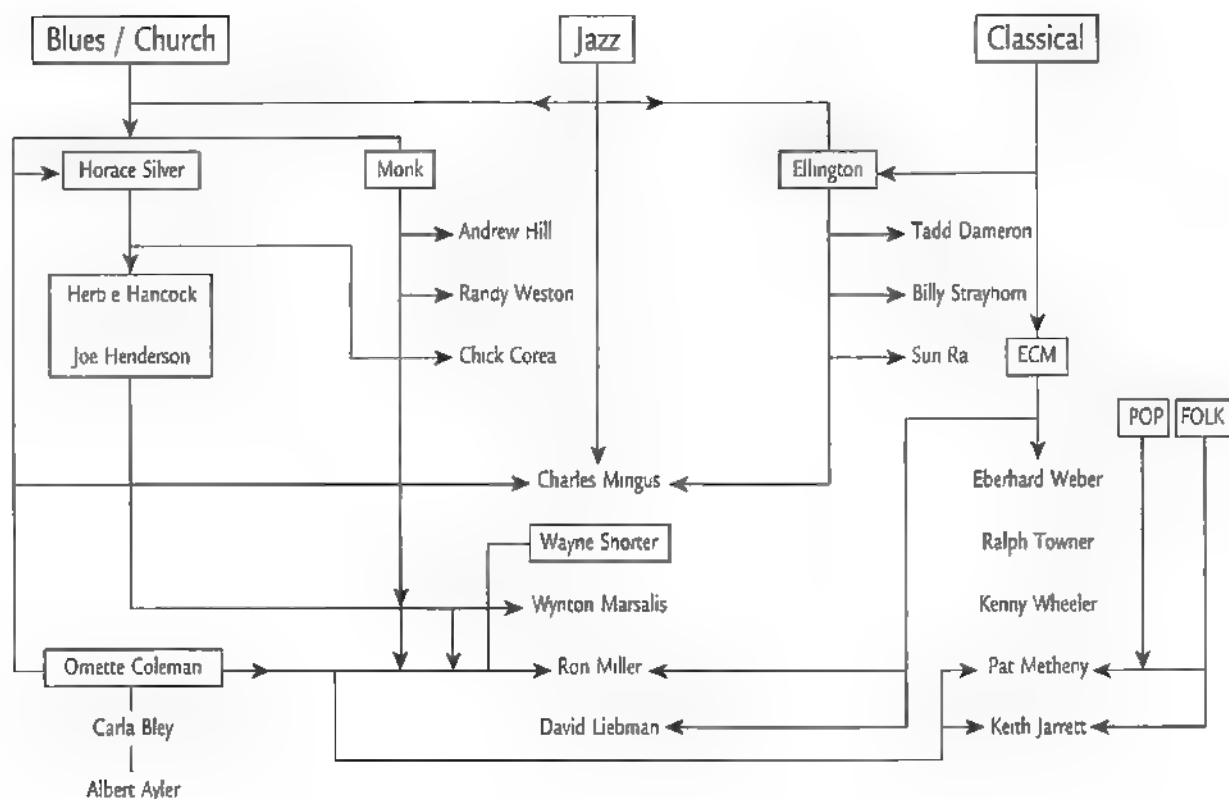 Blues / Church
Jazz
Classical
Horace Silver
Monk
Ellington
Andrew Hill
Tadd Dameron
Herb e Hancock
Randy Weston
Billy Strayhorn
Joe Henderson
Chick Corea
Sun Ra
ECM
POP
FOLK
Charles Mingus
Eberhard Weber
Wayne Shorter
Ralph Towner
Wynton Marsalis
Kenny Wheeler
Ornette Coleman
Ron Miller
Pat Metheny
Carla Bley
David Liebman
Keith Jarrett
Albert Ayler